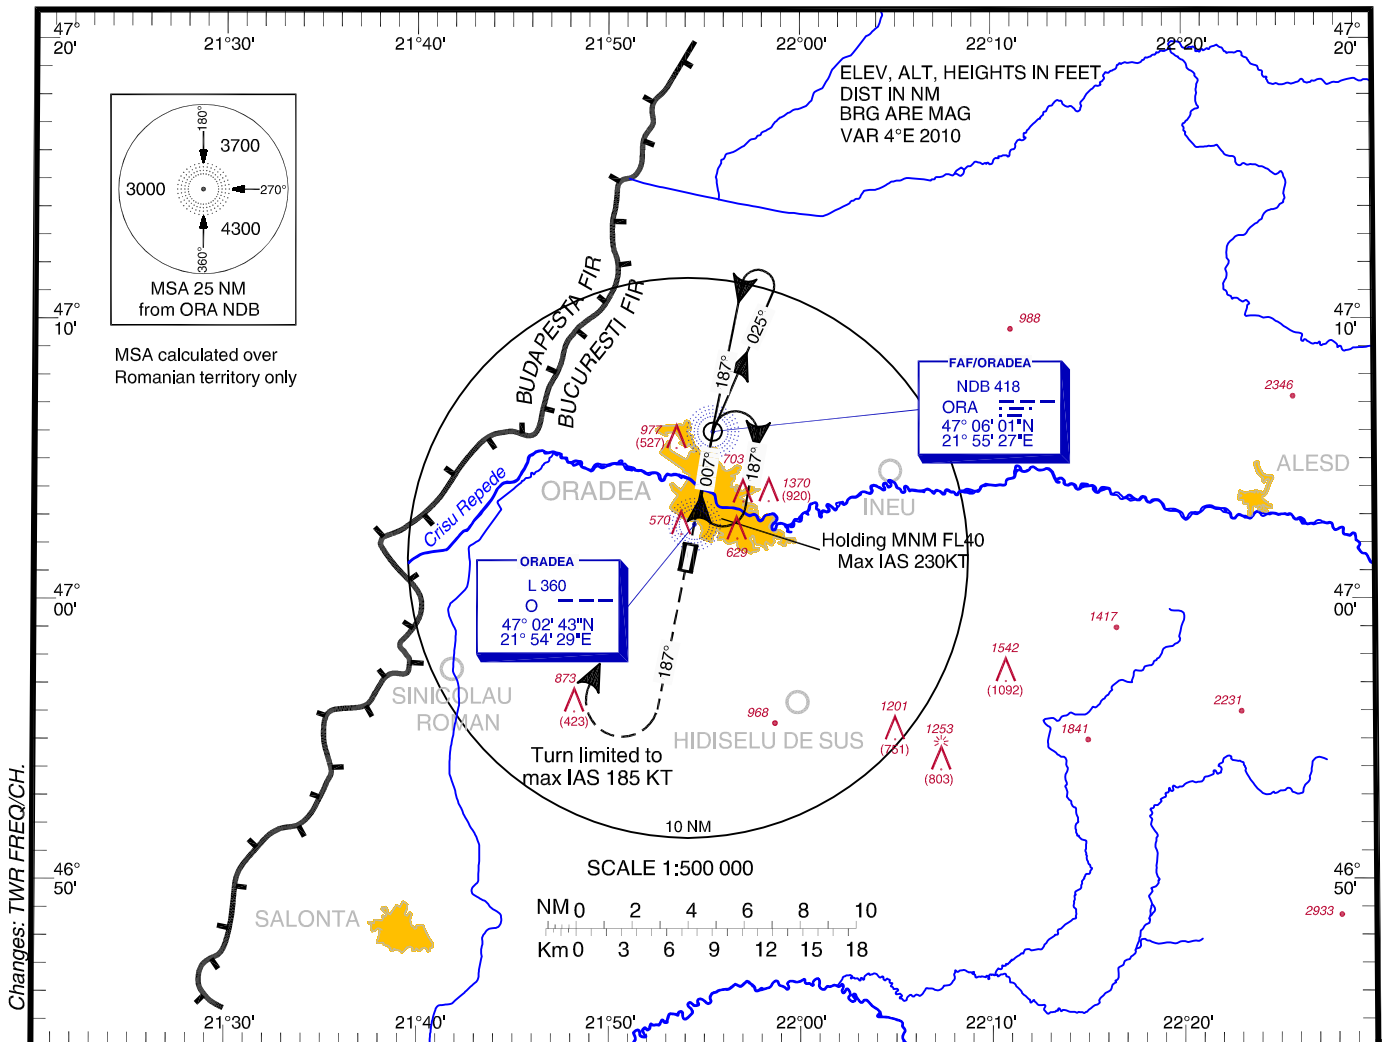 47°
20'
21°30'
21°40'
21°50'
22°00'
22°10'
22°20'
47°
20'
ELEV, ALT, HEIGHTS IN FEET
DIST IN NM
BRG ARE MAG
VAR 4°E 2010
180°
3700
3000
270°
4300
360°
MSA 25 NM
from ORA NDB
MSA calculated over
Romanian territory only
BUDAPESTA FIR
BUCURESTI FIR
47°
10'
47°
10'
187°
025°
988
FAF/ORADEA
NDB 418
ORA
47° 06' 01"N
21° 55' 27"E
2346
977
(527)
703
007°
187°
1370
(920)
ORADEA
Crisu Repede
570
629
INEU
ALESD
Holding MNM FL40
Max IAS 230KT
ORADEA
L 360
O
47° 02' 43"N
21° 54' 29"E
47°
00'
47°
00'
1417
1542
(1092)
187°
873
(423)
SINICOLAU
ROMAN
968
HIDISELU DE SUS
1201
(751)
1253
(803)
1841
2231
Turn limited to
max IAS 185 KT
10 NM
SCALE 1:500 000
46°
50'
46°
50'
2933
SALONTA
NM 0 2 4 6 8 10
Km 0 3 6 9 12 15 18
Changes: TWR FREQ/CH.
21°30'
21°40'
21°50'
22°00'
22°10'
22°20'